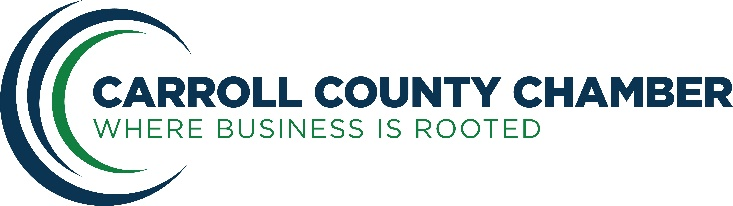 CARROLL COUNTY CHAMBER
WHERE BUSINESS IS ROOTED